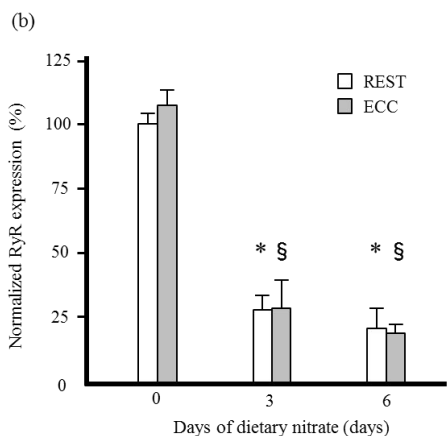 (b)
Normalized RyR expression (%)
125
100
75
50
25
0
REST
ECC
* §
* §
0 3 6
Days of dietary nitrate (days)